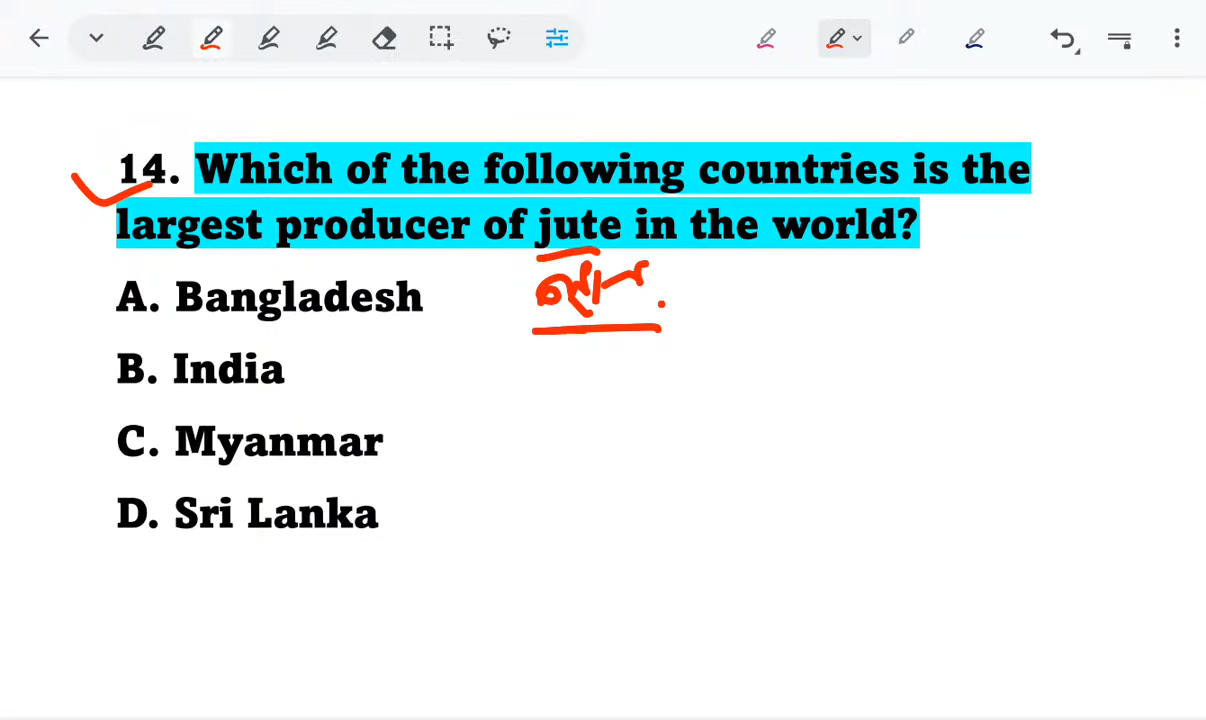 14. Which of the following countries is the
largest producer of jute in the world?
A. Bangladesh
B. India
C. Myanmar
D. Sri Lanka